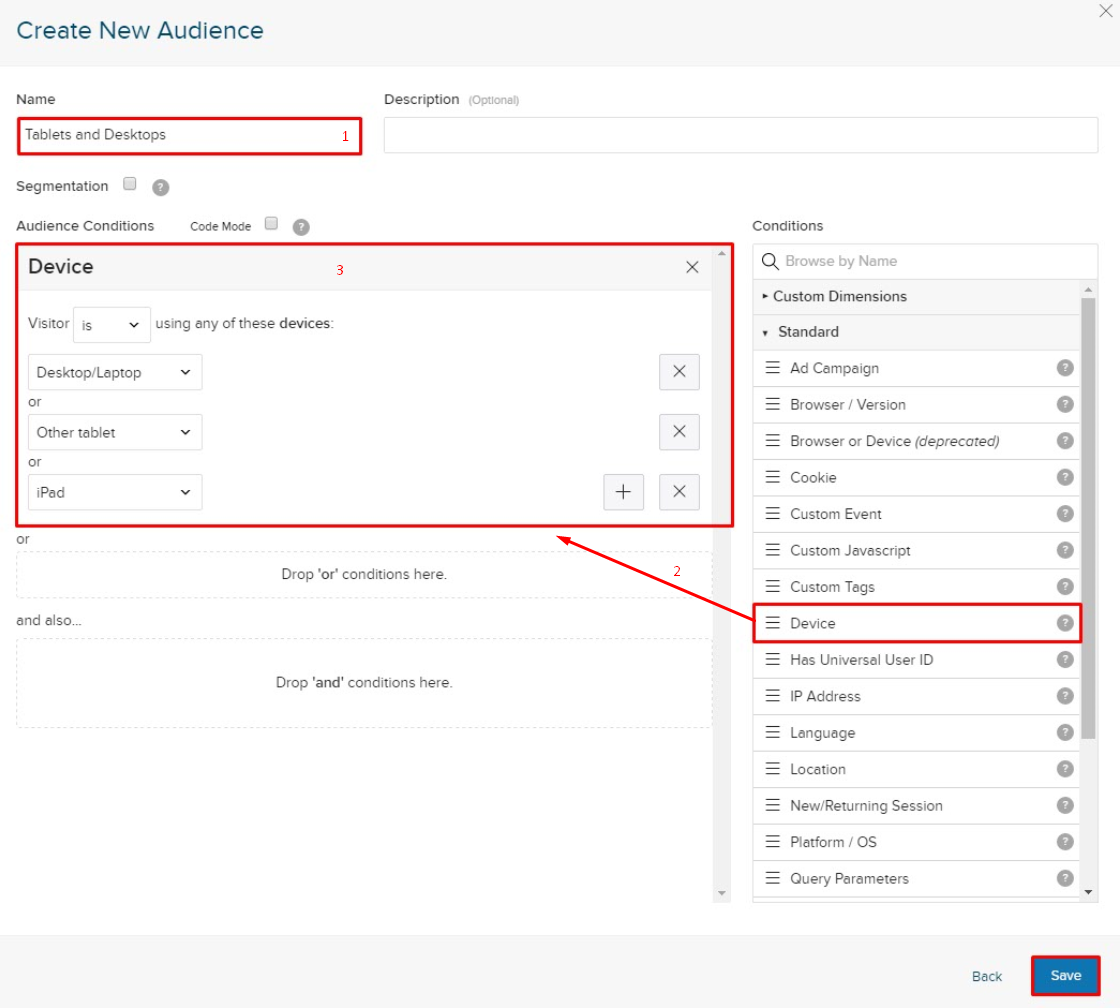 Create New Audience
Name
Description (Optional)
Tablets and Desktops 1
Segmentation ?
Audience Conditions Code Mode ?
Device 3
Visitor is using any of these devices:
Desktop/Laptop
or
Other tablet
or
iPad
or
Drop 'or' conditions here.
and also...
Drop 'and' conditions here.
2
Conditions
Browse by Name
Custom Dimensions
Standard
Ad Campaign ?
Browser / Version ?
Browser or Device (deprecated) ?
Cookie ?
Custom Event ?
Custom Javascript ?
Custom Tags ?
Device ?
Has Universal User ID ?
IP Address ?
Language ?
Location ?
New/Returning Session ?
Platform / OS ?
Query Parameters ?
Back Save